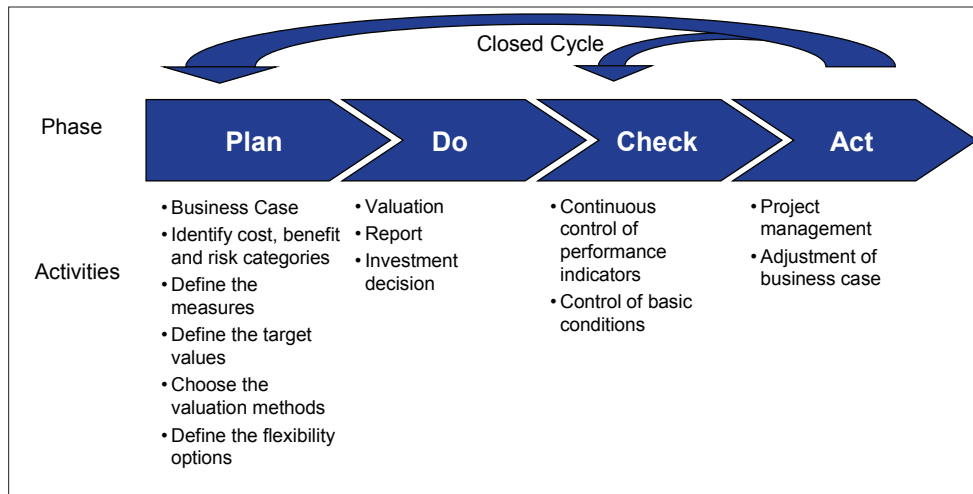 Closed Cycle
Phase
Plan
Do
Check
Act
Activities
• Business Case
• Identify cost, benefit
and risk categories
• Define the
measures
• Define the target
values
• Choose the
valuation methods
• Define the flexibility
options
• Valuation
• Report
• Investment
decision
• Continuous
control of
performance
indicators
• Control of basic
conditions
• Project
management
• Adjustment of
business case